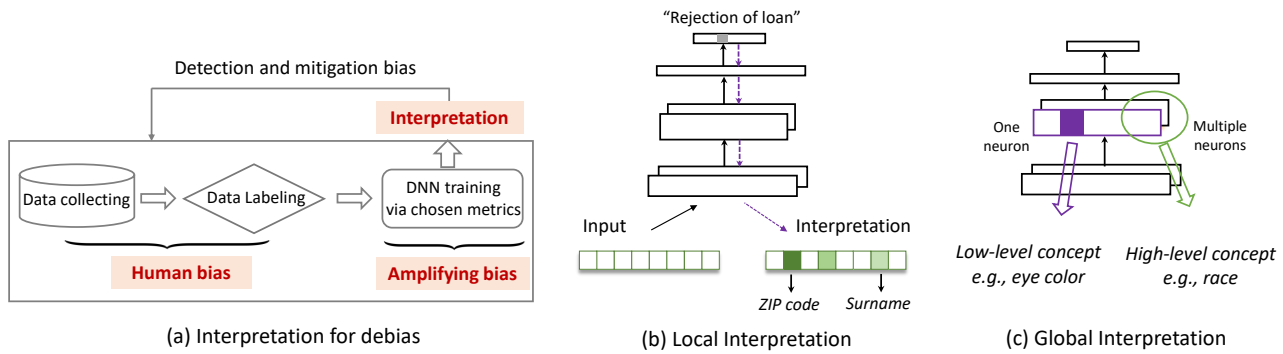 Detection and mitigation bias
Interpretation
Data collecting
Data Labeling
DNN training
via chosen metrics
Human bias
Amplifying bias
(a) Interpretation for debias
“Rejection of loan”
Input
Interpretation
ZIP code
Surname
(b) Local Interpretation
One
neuron
Multiple
neurons
Low-level concept
e.g., eye color
High-level concept
e.g., race
(c) Global Interpretation